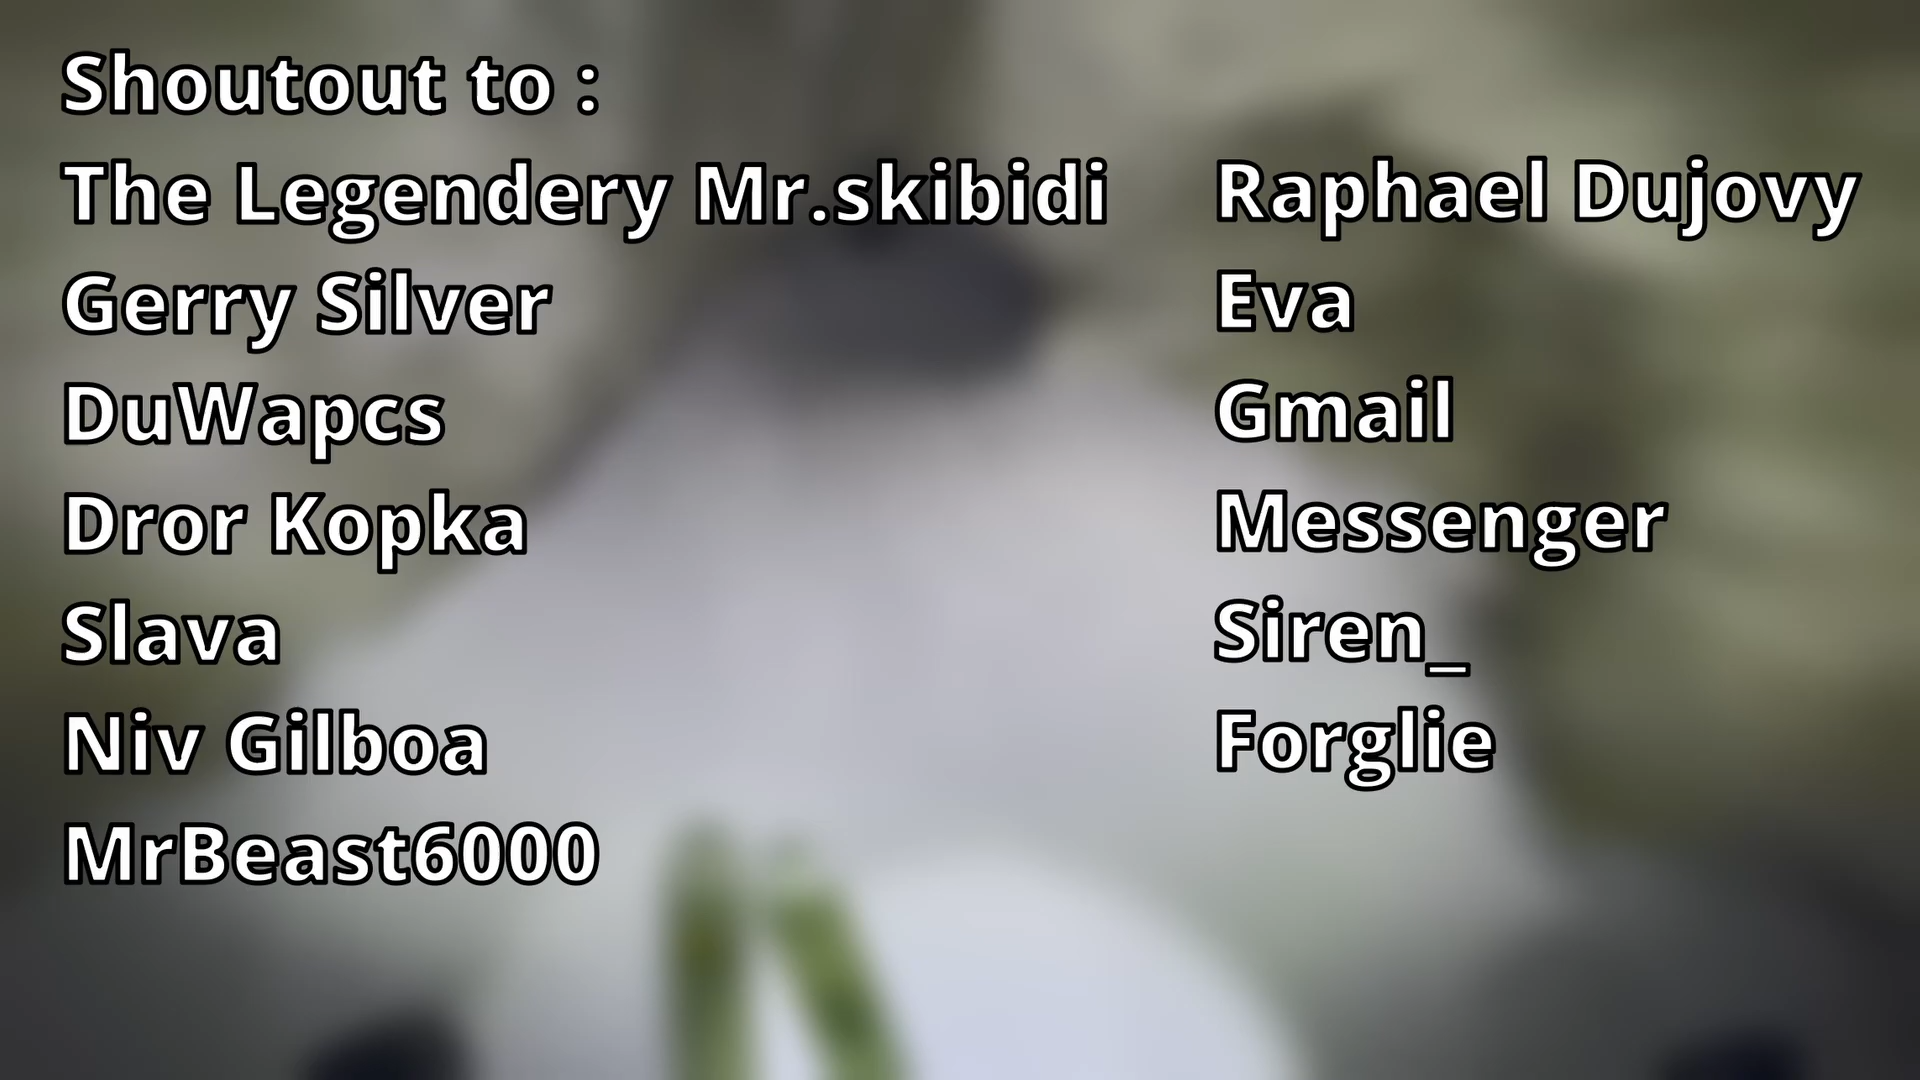 Shoutout to :
The Legendery Mr.skibidi
Gerry Silver
DuWapcs
Dror Kopka
Slava
Niv Gilboa
MrBeast6000
Raphael Dujovy
Eva
Gmail
Messenger
Siren_
Forglie